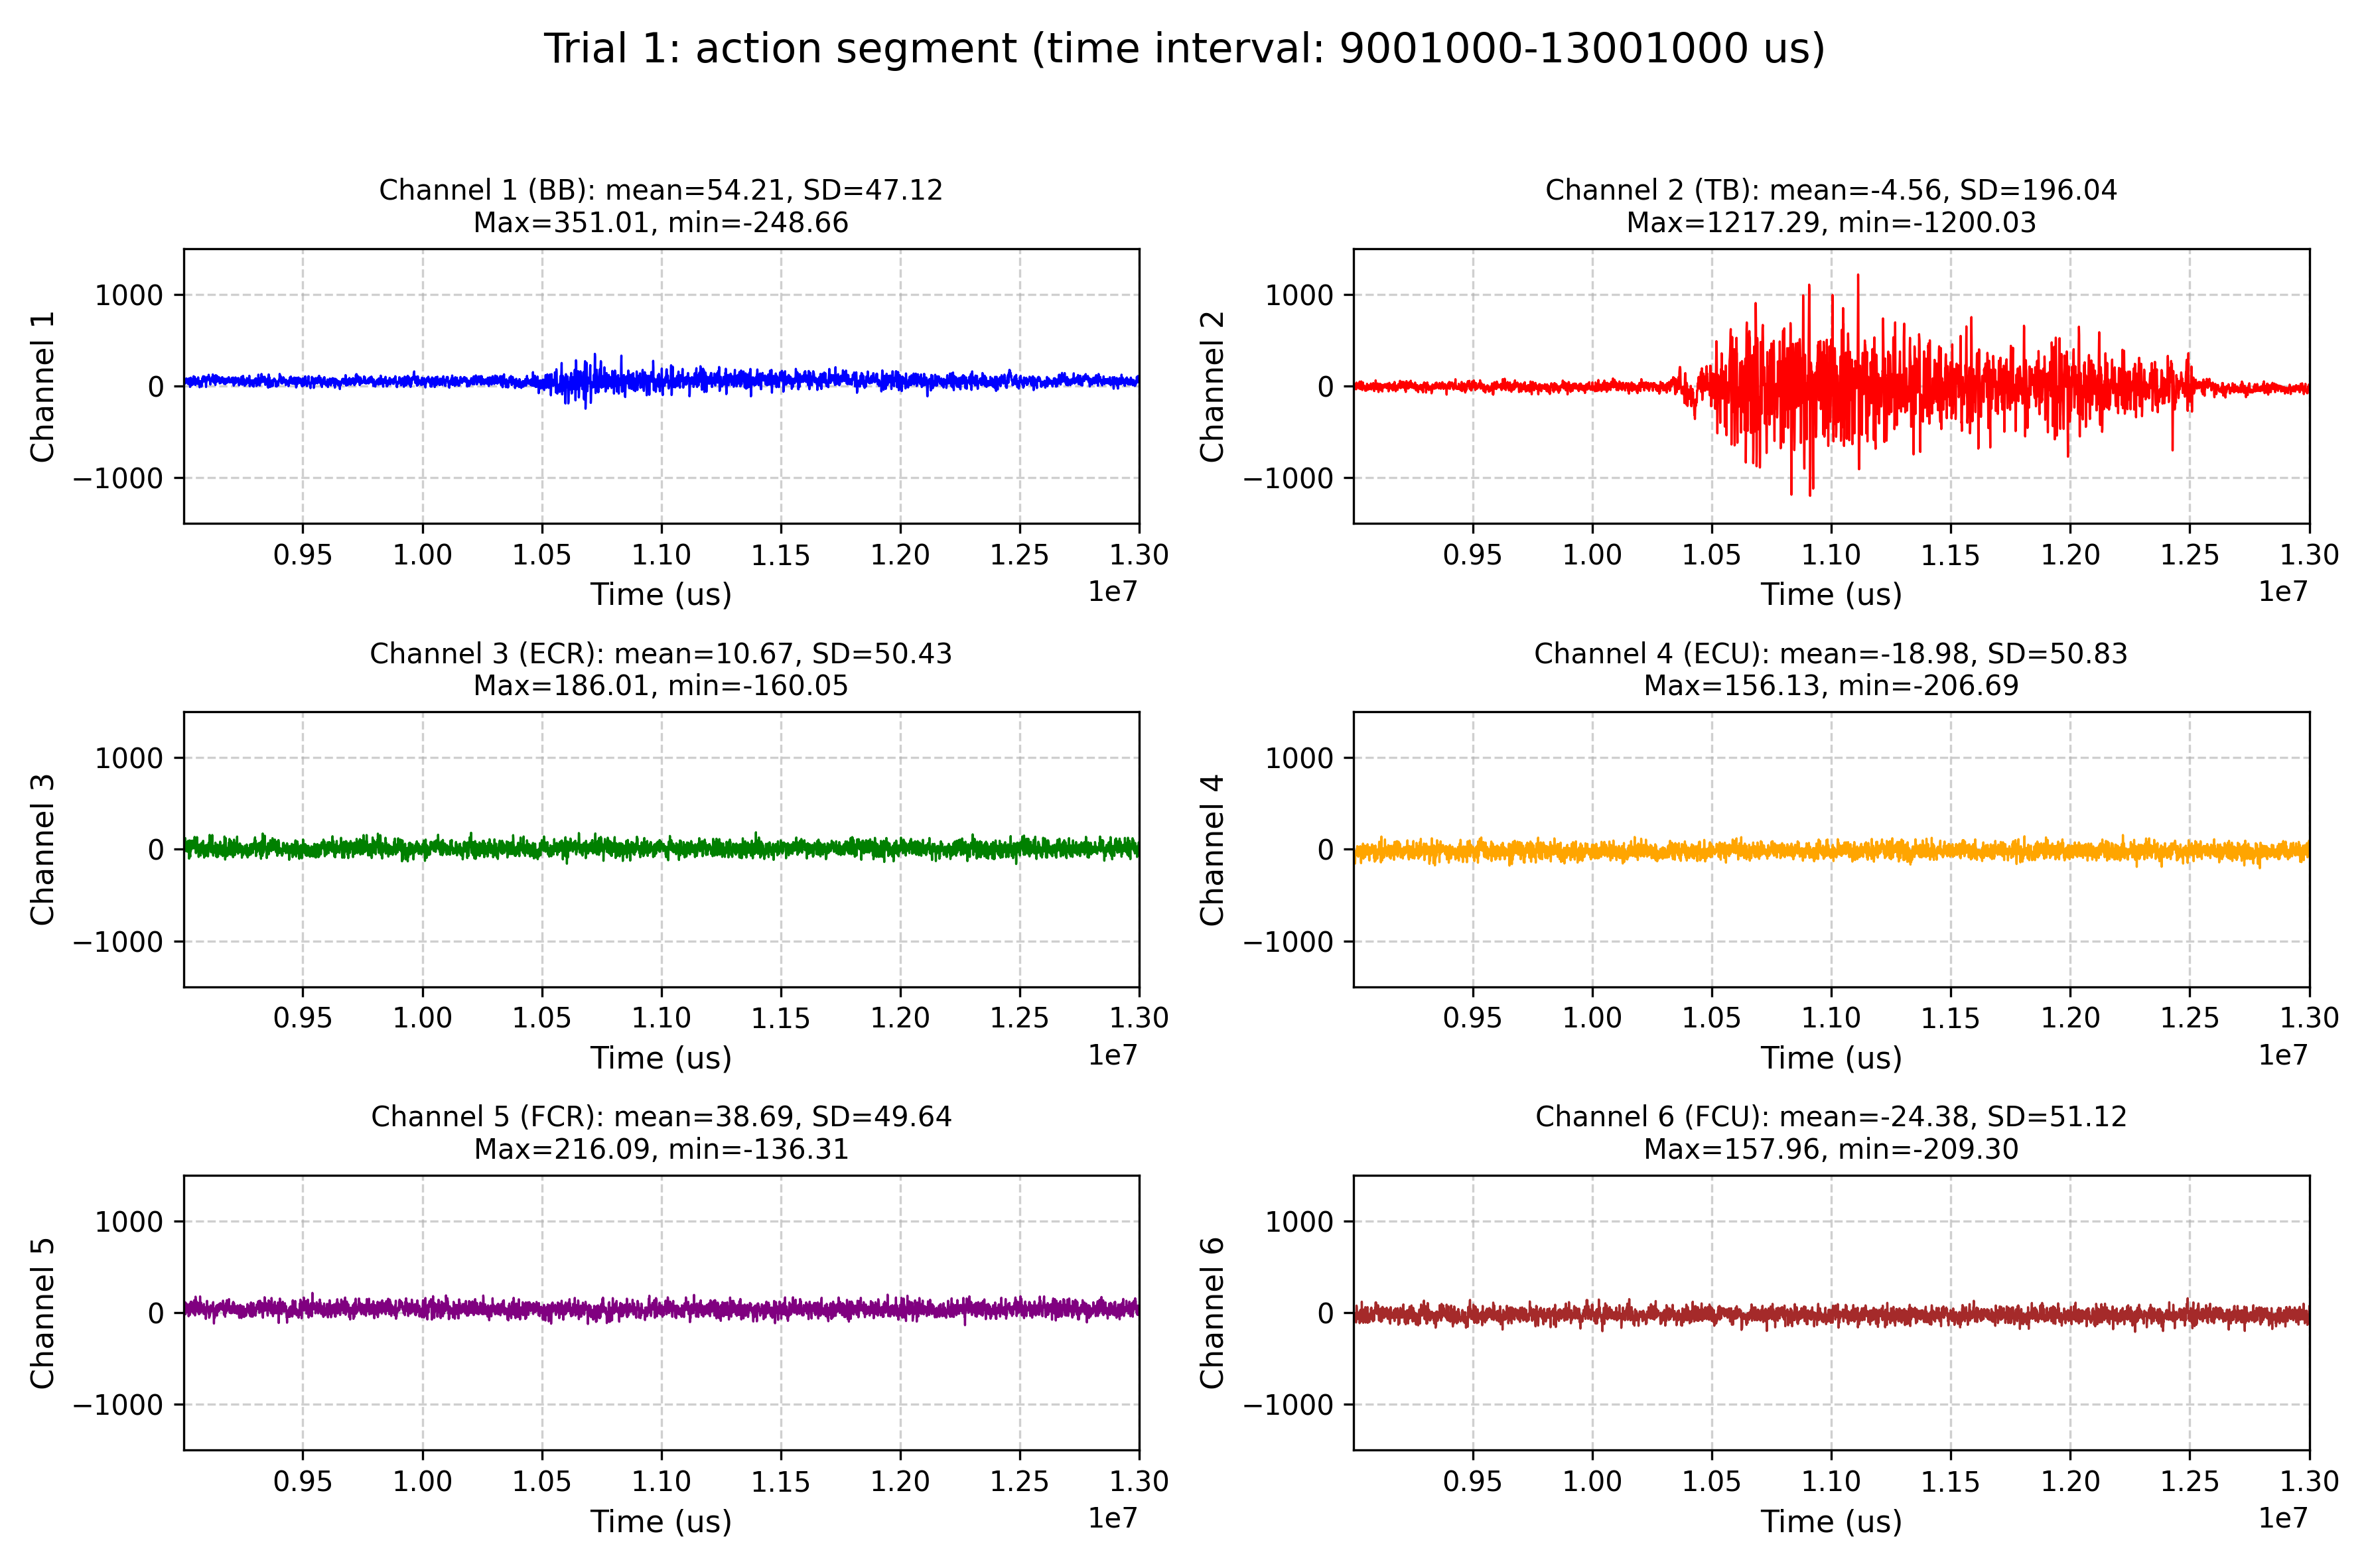 Trial 1: action segment (time interval: 9001000-13001000 us)
Channel 1 (BB): mean=54.21, SD=47.12
Max=351.01, min=-248.66
Channel 1
1000
0
−1000
0.95 1.00 1.05 1.10 1.15 1.20 1.25 1.30
Time (us)
1e7
Channel 2 (TB): mean=-4.56, SD=196.04
Max=1217.29, min=-1200.03
Channel 2
1000
0
−1000
0.95 1.00 1.05 1.10 1.15 1.20 1.25 1.30
Time (us)
1e7
Channel 3 (ECR): mean=10.67, SD=50.43
Max=186.01, min=-160.05
Channel 3
1000
0
−1000
0.95 1.00 1.05 1.10 1.15 1.20 1.25 1.30
Time (us)
1e7
Channel 4 (ECU): mean=-18.98, SD=50.83
Max=156.13, min=-206.69
Channel 4
1000
0
−1000
0.95 1.00 1.05 1.10 1.15 1.20 1.25 1.30
Time (us)
1e7
Channel 5 (FCR): mean=38.69, SD=49.64
Max=216.09, min=-136.31
Channel 5
1000
0
−1000
0.95 1.00 1.05 1.10 1.15 1.20 1.25 1.30
Time (us)
1e7
Channel 6 (FCU): mean=-24.38, SD=51.12
Max=157.96, min=-209.30
Channel 6
1000
0
−1000
0.95 1.00 1.05 1.10 1.15 1.20 1.25 1.30
Time (us)
1e7